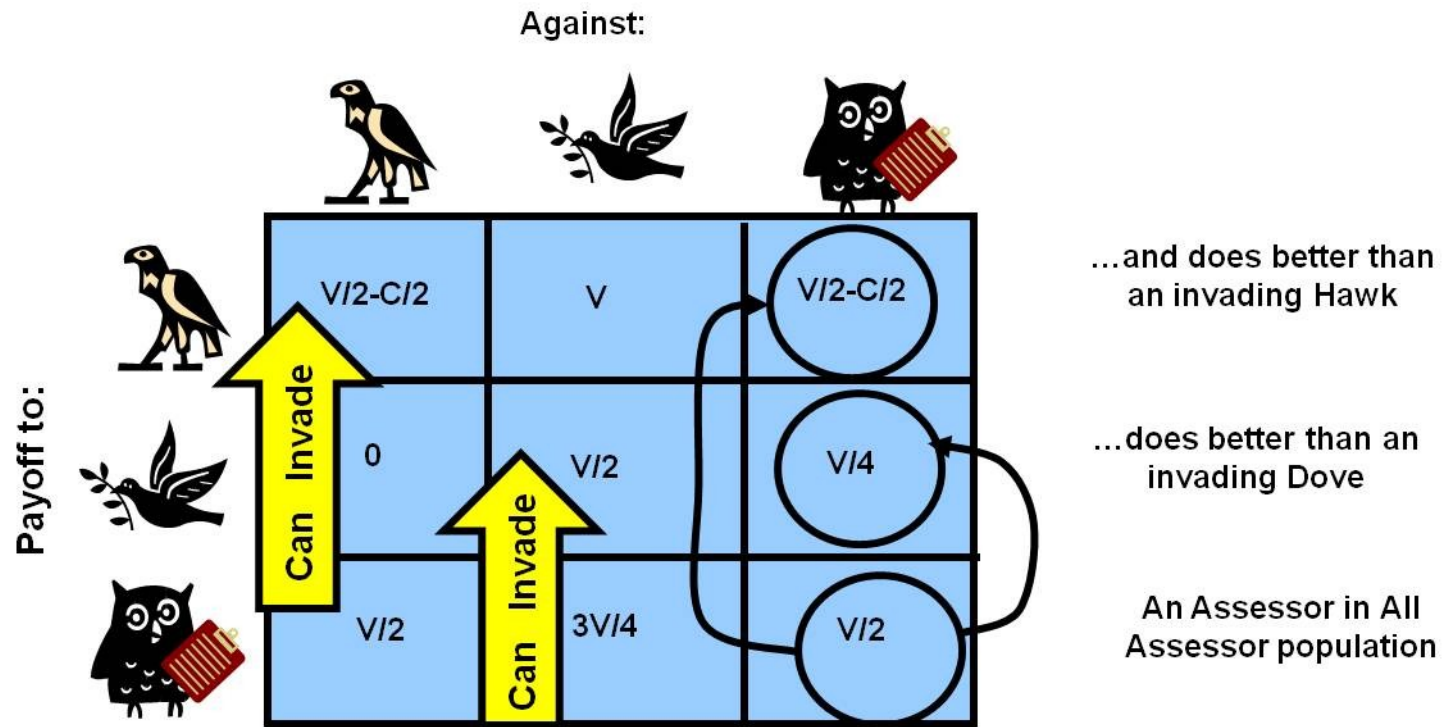 Against:
V/2-C/2
V
V/2-C/2
…and does better than
an invading Hawk
Payoff to:
Can Invade
0
V/2
V/4
…does better than an
invading Dove
Can Invade
V/2
3V/4
V/2
An Assessor in All
Assessor population